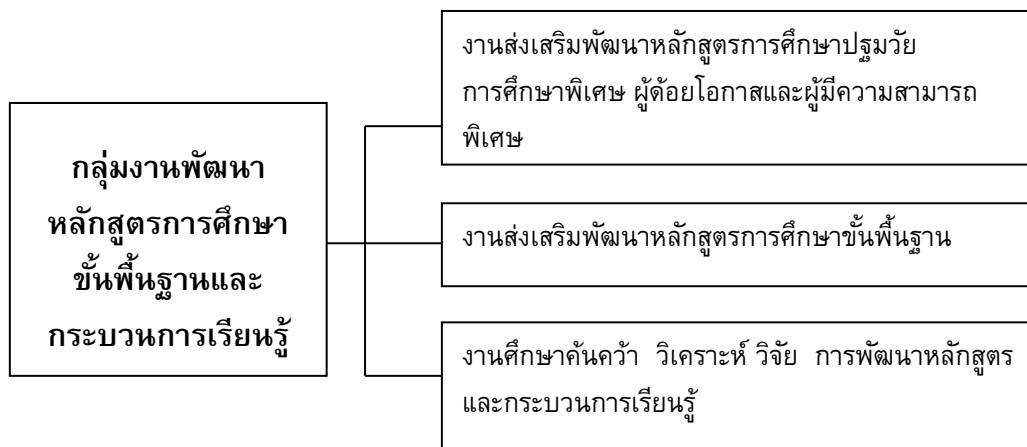 กลุ่มงานพัฒนา
หลักสูตรการศึกษา
ขั้นพื้นฐานและ
กระบวนการเรียนรู้
งานส่งเสริมพัฒนาหลักสูตรการศึกษาปฐมวัย
การศึกษาพิเศษ ผู้ด้อยโอกาสและผู้มีความสามารถ
พิเศษ
งานส่งเสริมพัฒนาหลักสูตรการศึกษาขั้นพื้นฐาน
งานศึกษาค้นคว้า วิเคราะห์ วิจัย การพัฒนาหลักสูตร
และกระบวนการเรียนรู้